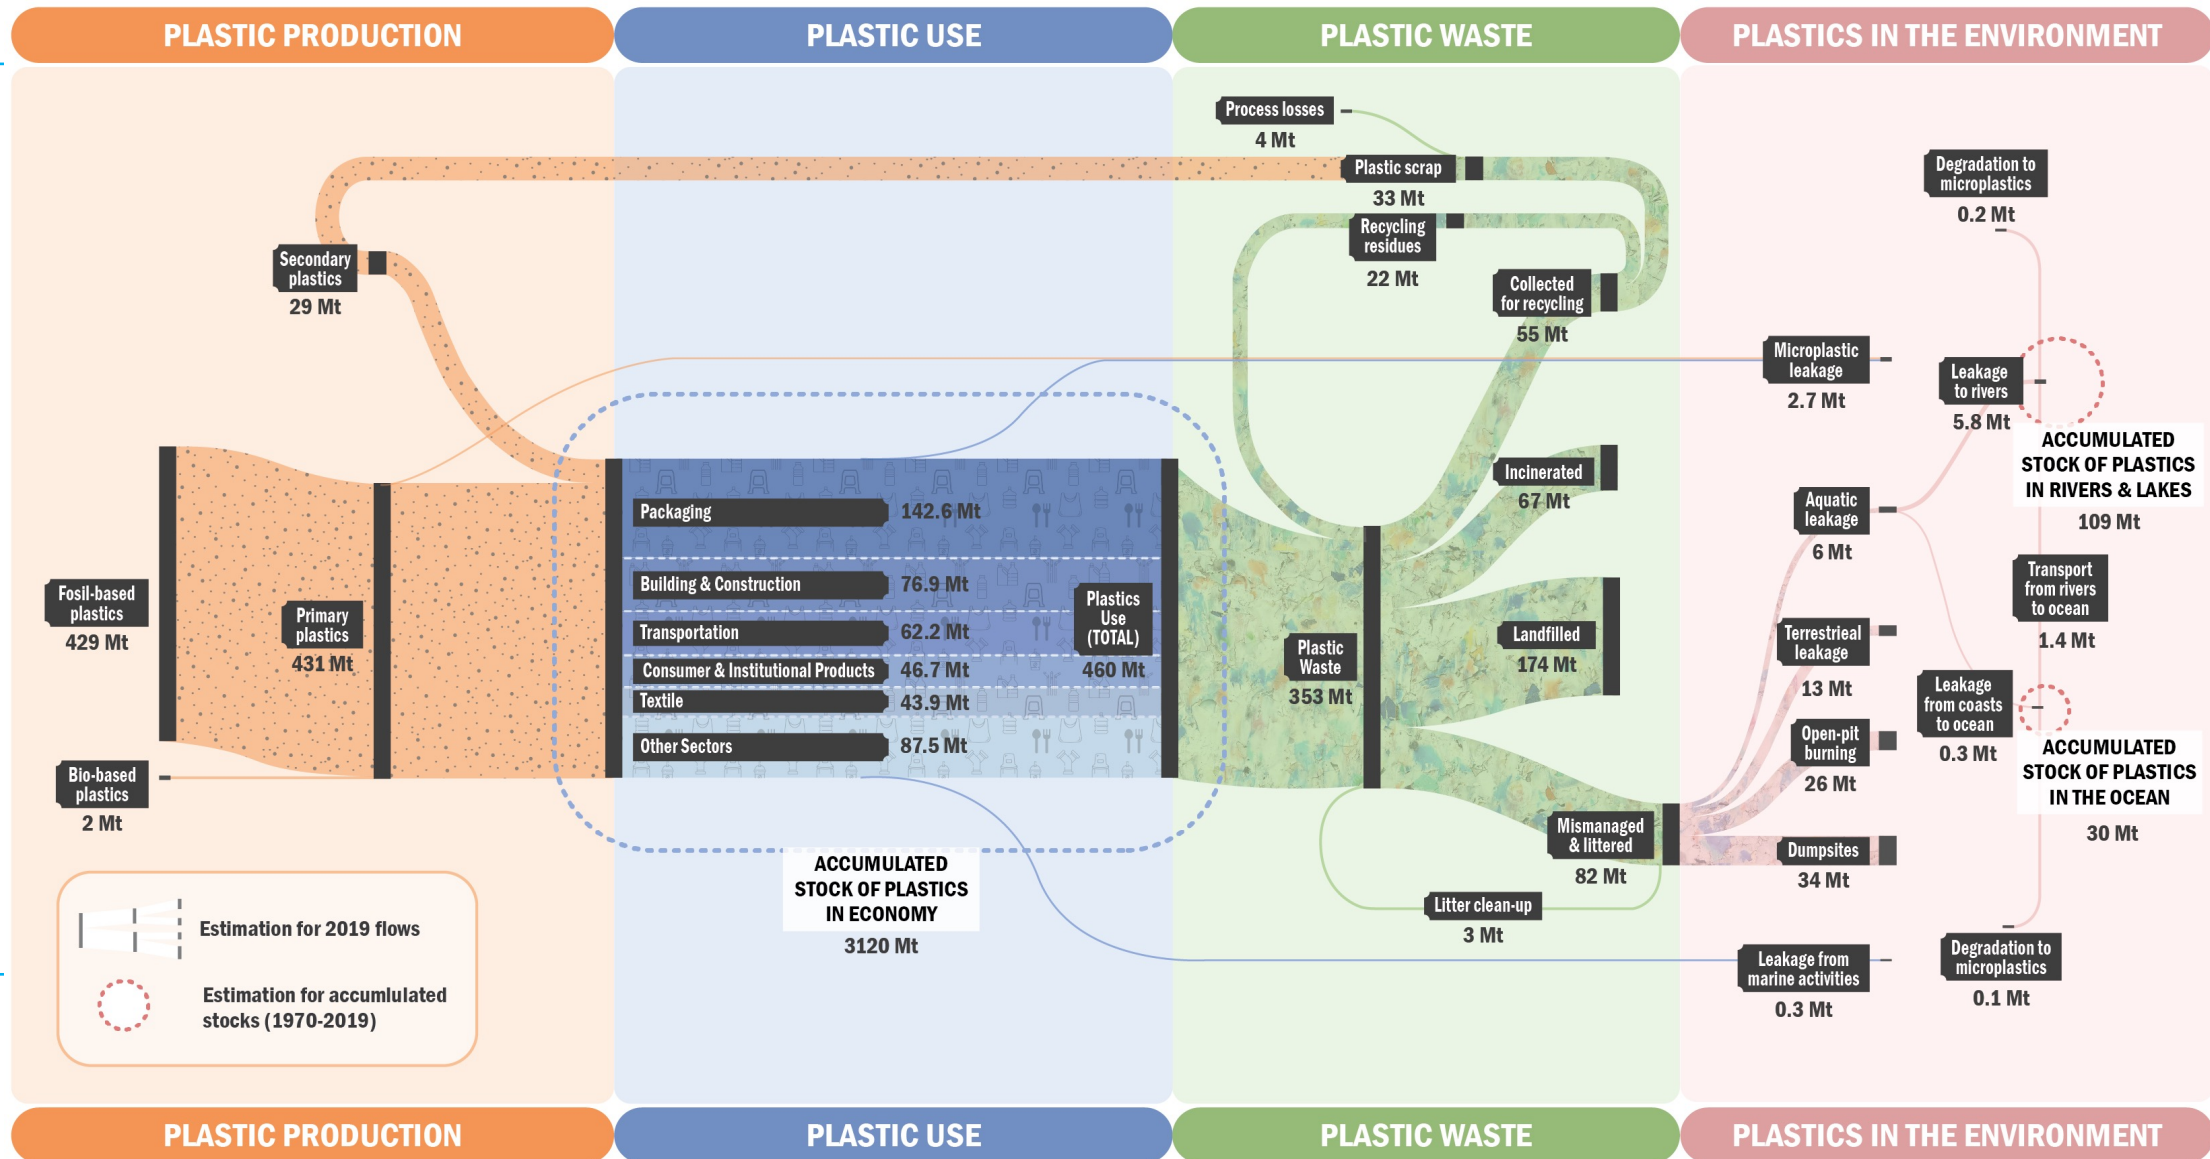 PLASTIC PRODUCTION
PLASTIC USE
PLASTIC WASTE
PLASTICS IN THE ENVIRONMENT
Fosil-based
plastics
429 Mt
Bio-based
plastics
2 Mt
Primary
plastics
431 Mt
Secondary
plastics
29 Mt
Estimation for 2019 flows
Estimation for accumlulated
stocks (1970-2019)
Packaging 142.6 Mt
Building & Construction 76.9 Mt
Transportation 62.2 Mt
Consumer & Institutional Products 46.7 Mt
Textile 43.9 Mt
Other Sectors 87.5 Mt
Plastics
Use
(TOTAL)
460 Mt
ACCUMULATED
STOCK OF PLASTICS
IN ECONOMY
3120 Mt
Process losses
4 Mt
Plastic scrap
33 Mt
Recycling
residues
22 Mt
Collected
for recycling
55 Mt
Incinerated
67 Mt
Landfilled
174 Mt
Plastic
Waste
353 Mt
Mismanaged
& littered
82 Mt
Litter clean-up
3 Mt
Degradation to
microplastics
0.2 Mt
Microplastic
leakage
2.7 Mt
Leakage
to rivers
5.8 Mt
ACCUMULATED
STOCK OF PLASTICS
IN RIVERS & LAKES
109 Mt
Aquatic
leakage
6 Mt
Transport
from rivers
to ocean
1.4 Mt
Terrestrieal
leakage
13 Mt
Leakage
from coasts
to ocean
0.3 Mt
Open-pit
burning
26 Mt
ACCUMULATED
STOCK OF PLASTICS
IN THE OCEAN
30 Mt
Dumpsites
34 Mt
Leakage from
marine activities
0.3 Mt
Degradation to
microplastics
0.1 Mt
PLASTIC PRODUCTION
PLASTIC USE
PLASTIC WASTE
PLASTICS IN THE ENVIRONMENT